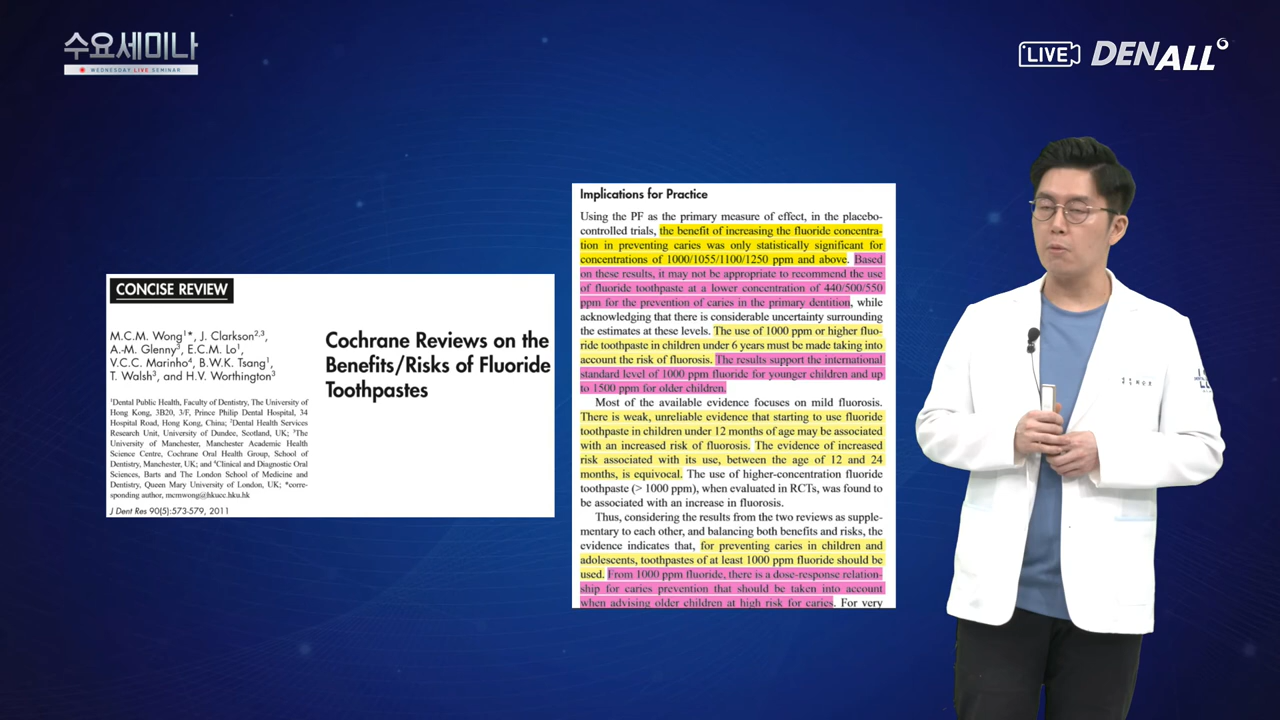 수요세미나
WEDNESDAY LIVE SEMINAR
LIVE
DENALL
CONCISE REVIEW
M.C.M. Wong¹*, J. Clarkson²,³,
A.-M. Glenny³, E.C.M. Lo¹,
V.C.C. Marinho⁴, B.W.K. Tsang¹,
T. Walsh³, and H.V. Worthington³
¹Dental Public Health, Faculty of Dentistry, The University of
Hong Kong, 3B20, 3/F, Prince Philip Dental Hospital, 34
Hospital Road, Hong Kong, China; ²Dental Health Services
Research Unit, University of Dundee, Scotland, UK; ³The
University of Manchester, Manchester Academic Health
Science Centre, Cochrane Oral Health Group, School of
Dentistry, Manchester, UK; and ⁴Clinical and Diagnostic Oral
Sciences, Barts and The London School of Medicine and
Dentistry, Queen Mary University of London, UK; *corre-
sponding author, mcmwong@hkucc.hku.hk
J Dent Res 90(5):573-579, 2011
Cochrane Reviews on the
Benefits/Risks of Fluoride
Toothpastes
Implications for Practice
Using the PF as the primary measure of effect, in the placebo-
controlled trials, the benefit of increasing the fluoride concentra-
tion in preventing caries was only statistically significant for
concentrations of 1000/1055/1100/1250 ppm and above. Based
on these results, it may not be appropriate to recommend the use
of fluoride toothpaste at a lower concentration of 440/500/550
ppm for the prevention of caries in the primary dentition, while
acknowledging that there is considerable uncertainty surrounding
the estimates at these levels. The use of 1000 ppm or higher fluo-
ride toothpaste in children under 6 years must be made taking into
account the risk of fluorosis. The results support the international
standard level of 1000 ppm fluoride for younger children and up
to 1500 ppm for older children.
Most of the available evidence focuses on mild fluorosis.
There is weak, unreliable evidence that starting to use fluoride
toothpaste in children under 12 months of age may be associated
with an increased risk of fluorosis. The evidence of increased
risk associated with its use, between the age of 12 and 24
months, is equivocal. The use of higher-concentration fluoride
toothpaste (> 1000 ppm), when evaluated in RCTs, was found to
be associated with an increase in fluorosis.
Thus, considering the results from the two reviews as supple-
mentary to each other, and balancing both benefits and risks, the
evidence indicates that, for preventing caries in children and
adolescents, toothpastes of at least 1000 ppm fluoride should be
used. From 1000 ppm fluoride, there is a dose-response relation-
ship for caries prevention that should be taken into account
when advising older children at high risk for caries. For very